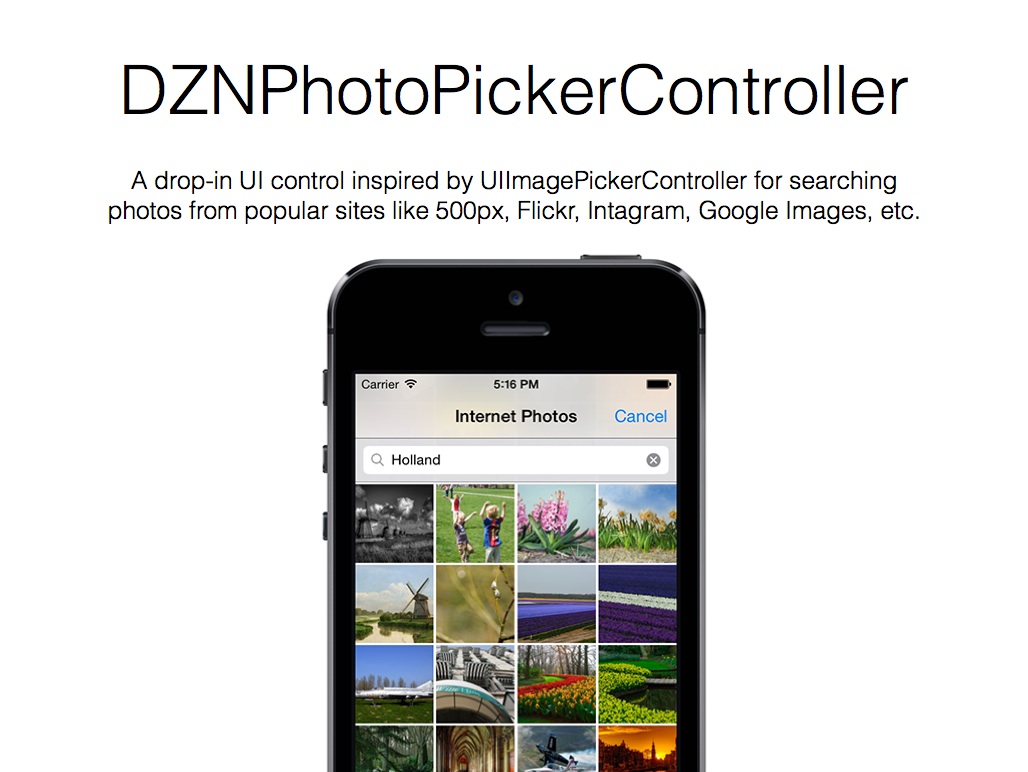 DZNPhotoPickerController
A drop-in UI control inspired by UIImagePickerController for searching
photos from popular sites like 500px, Flickr, Intagram, Google Images, etc.
Carrier 5:16 PM
Internet Photos Cancel
Holland